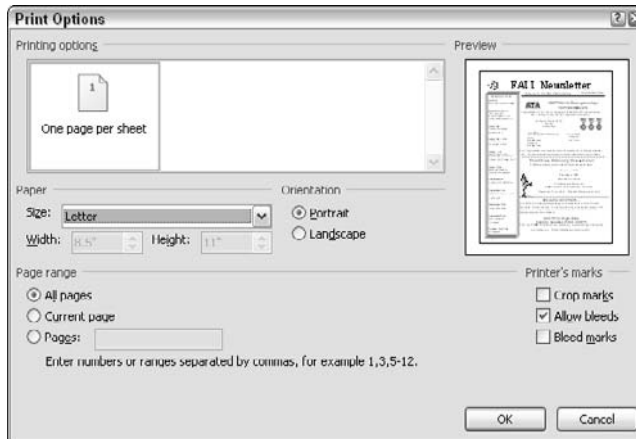 Print Options
Printing options
Preview
1
One page per sheet
FALL Newsletter
ATA
Paper
Orientation
Size: Letter
Portrait
Width: 8.5" Height: 11"
Landscape
Page range
Printer's marks
All pages
Crop marks
Current page
Allow bleeds
Pages:
Bleed marks
Enter numbers or ranges separated by commas, for example 1,3,5-12.
OK
Cancel